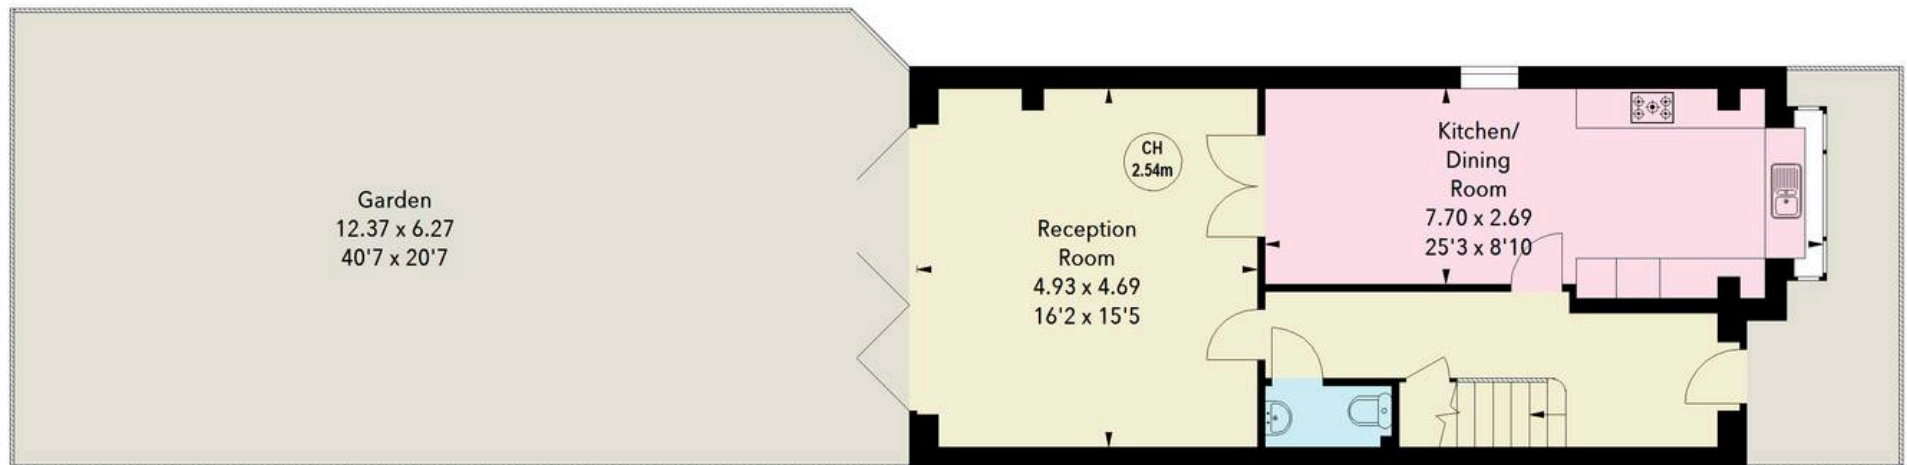 Garden
12.37 x 6.27
40'7 x 20'7
CH
2.54m
Reception
Room
4.93 x 4.69
16'2 x 15'5
Kitchen/
Dining
Room
7.70 x 2.69
25'3 x 8'10